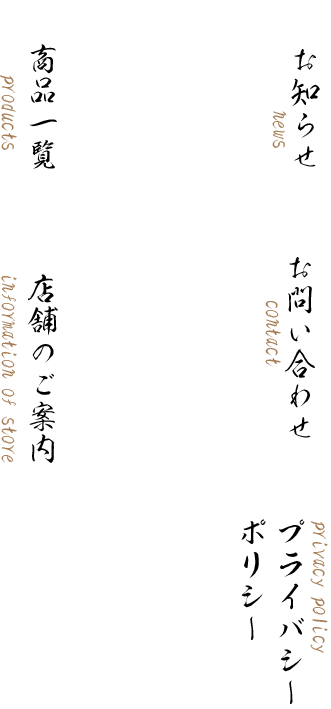 お知らせ
news
商品一覧
products
お問い合わせ
contact
店舗のご案内
information of store
privacy policy
プライバシー
ポリシー